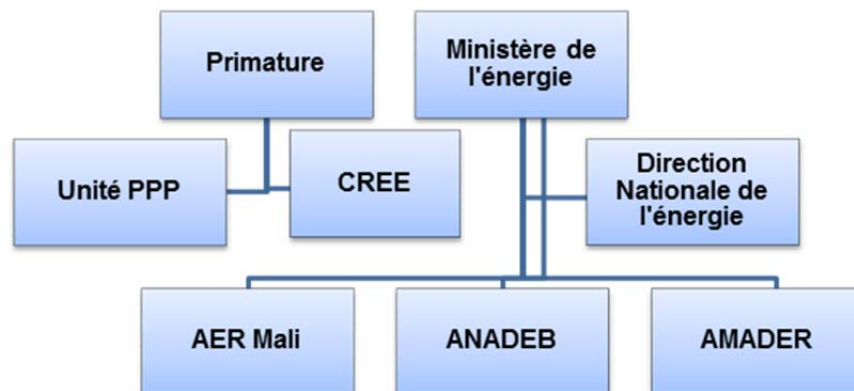 Primature
Ministère de
l'énergie
Unité PPP
CREE
Direction
Nationale de
l'énergie
AER Mali
ANADEB
AMADER